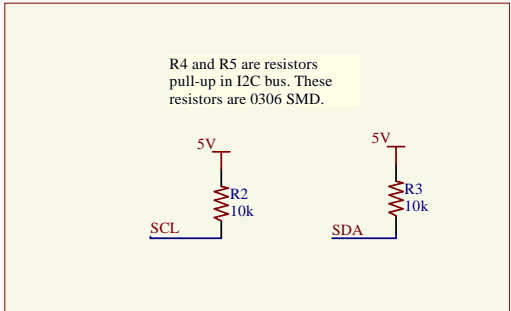 R4 and R5 are resistors
pull-up in I2C bus. These
resistors are 0306 SMD.
5V
5V
R2
10k
R3
10k
SCL
SDA